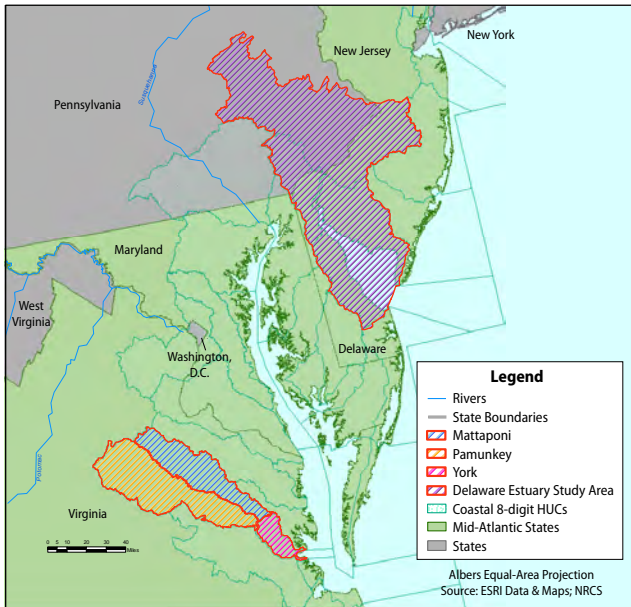 New York
New Jersey
Pennsylvania
Susquehanna
Maryland
West
Virginia
Washington,
D.C.
Delaware
Potomac
Virginia
0 5 10 20 30 40
Miles
Legend
Rivers
State Boundaries
Mattaponi
Pamunkey
York
Delaware Estuary Study Area
Coastal 8-digit HUCs
Mid-Atlantic States
States
Albers Equal-Area Projection
Source: ESRI Data & Maps; NRCS